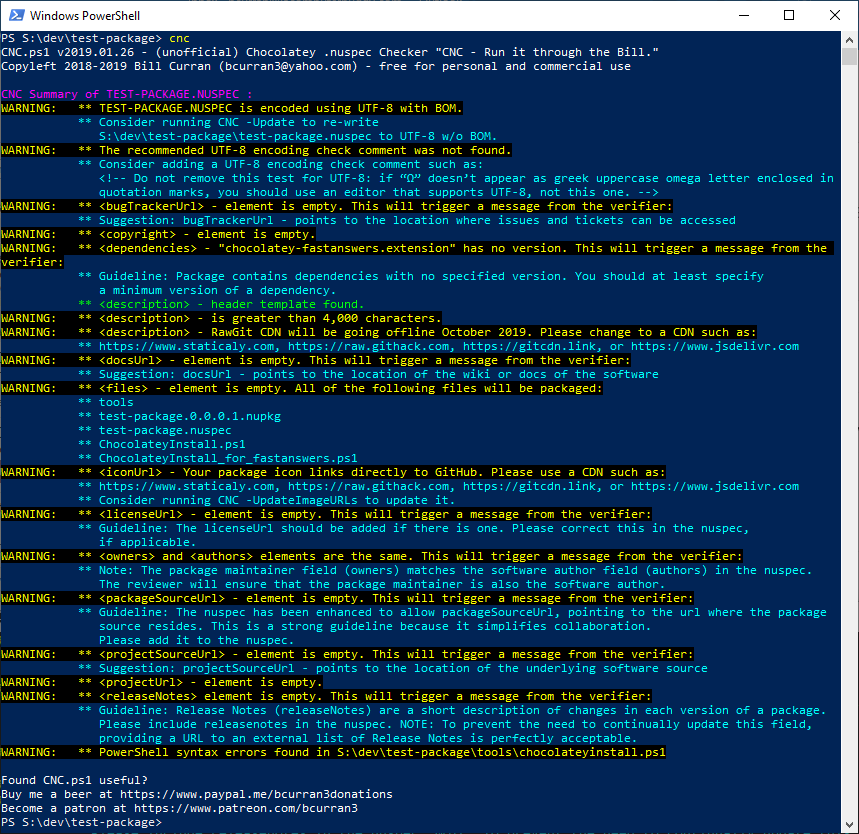 Windows PowerShell
PS S:\dev\test-package> cnc
CNC.ps1 v2019.01.26 - (unofficial) Chocolatey .nuspec Checker "CNC - Run it through the Bill."
Copyleft 2018-2019 Bill Curran (bcurran3@yahoo.com) - free for personal and commercial use
CNC Summary of TEST-PACKAGE.NUSPEC :
WARNING:   ** TEST-PACKAGE.NUSPEC is encoded using UTF-8 with BOM.
** Consider running CNC -Update to re-write
S:\dev\test-package\test-package.nuspec to UTF-8 w/o BOM.
WARNING:   ** The recommended UTF-8 encoding check comment was not found.
** Consider adding a UTF-8 encoding check comment such as:
<!-- Do not remove this test for UTF-8: if “Ω” doesn’t appear as greek uppercase omega letter enclosed in
quotation marks, you should use an editor that supports UTF-8, not this one. -->
WARNING:   ** <bugTrackerUrl> - element is empty. This will trigger a message from the verifier:
** Suggestion: bugTrackerUrl - points to the location where issues and tickets can be accessed
WARNING:   ** <copyright> - element is empty.
WARNING:   ** <dependencies> - "chocolatey-fastanswers.extension" has no version. This will trigger a message from the
verifier:
** Guideline: Package contains dependencies with no specified version. You should at least specify
a minimum version of a dependency.
** <description> - header template found.
WARNING:   ** <description> - is greater than 4,000 characters.
WARNING:   ** <description> - RawGit CDN will be going offline October 2019. Please change to a CDN such as:
** https://www.staticaly.com, https://raw.githack.com, https://gitcdn.link, or https://www.jsdelivr.com
WARNING:   ** <docsUrl> - element is empty. This will trigger a message from the verifier:
** Suggestion: docsUrl - points to the location of the wiki or docs of the software
WARNING:   ** <files> - element is empty. All of the following files will be packaged:
** tools
** test-package.0.0.0.1.nupkg
** test-package.nuspec
** ChocolateyInstall.ps1
** ChocolateyInstall_for_fastanswers.ps1
WARNING:   ** <iconUrl> - Your package icon links directly to GitHub. Please use a CDN such as:
** https://www.staticaly.com, https://raw.githack.com, https://gitcdn.link, or https://www.jsdelivr.com
** Consider running CNC -UpdateImageURLs to update it.
WARNING:   ** <licenseUrl> - element is empty. This will trigger a message from the verifier:
** Guideline: The licenseUrl should be added if there is one. Please correct this in the nuspec,
if applicable.
WARNING:   ** <owners> and <authors> elements are the same. This will trigger a message from the verifier:
** Note: The package maintainer field (owners) matches the software author field (authors) in the nuspec.
The reviewer will ensure that the package maintainer is also the software author.
WARNING:   ** <packageSourceUrl> - element is empty. This will trigger a message from the verifier:
** Guideline: The nuspec has been enhanced to allow packageSourceUrl, pointing to the url where the package
source resides. This is a strong guideline because it simplifies collaboration.
Please add it to the nuspec.
WARNING:   ** <projectSourceUrl> - element is empty. This will trigger a message from the verifier:
** Suggestion: projectSourceUrl - points to the location of the underlying software source
WARNING:   ** <projectUrl> - element is empty.
WARNING:   ** <releaseNotes> element is empty. This will trigger a message from the verifier:
** Guideline: Release Notes (releaseNotes) are a short description of changes in each version of a package.
Please include releasenotes in the nuspec. NOTE: To prevent the need to continually update this field,
providing a URL to an external list of Release Notes is perfectly acceptable.
WARNING:   ** PowerShell syntax errors found in S:\dev\test-package\tools\chocolateyinstall.ps1
Found CNC.ps1 useful?
Buy me a beer at https://www.paypal.me/bcurran3donations
Become a patron at https://www.patreon.com/bcurran3
PS S:\dev\test-package>